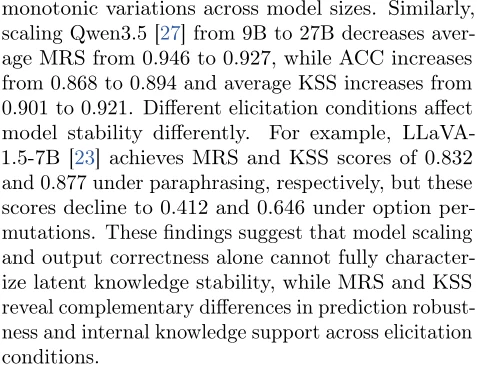 monotonic variations across model sizes. Similarly,
scaling Qwen3.5 [27] from 9B to 27B decreases aver-
age MRS from 0.946 to 0.927, while ACC increases
from 0.868 to 0.894 and average KSS increases from
0.901 to 0.921. Different elicitation conditions affect
model stability differently. For example, LLaVA-
1.5-7B [23] achieves MRS and KSS scores of 0.832
and 0.877 under paraphrasing, respectively, but these
scores decline to 0.412 and 0.646 under option per-
mutations. These findings suggest that model scaling
and output correctness alone cannot fully character-
ize latent knowledge stability, while MRS and KSS
reveal complementary differences in prediction robust-
ness and internal knowledge support across elicitation
conditions.